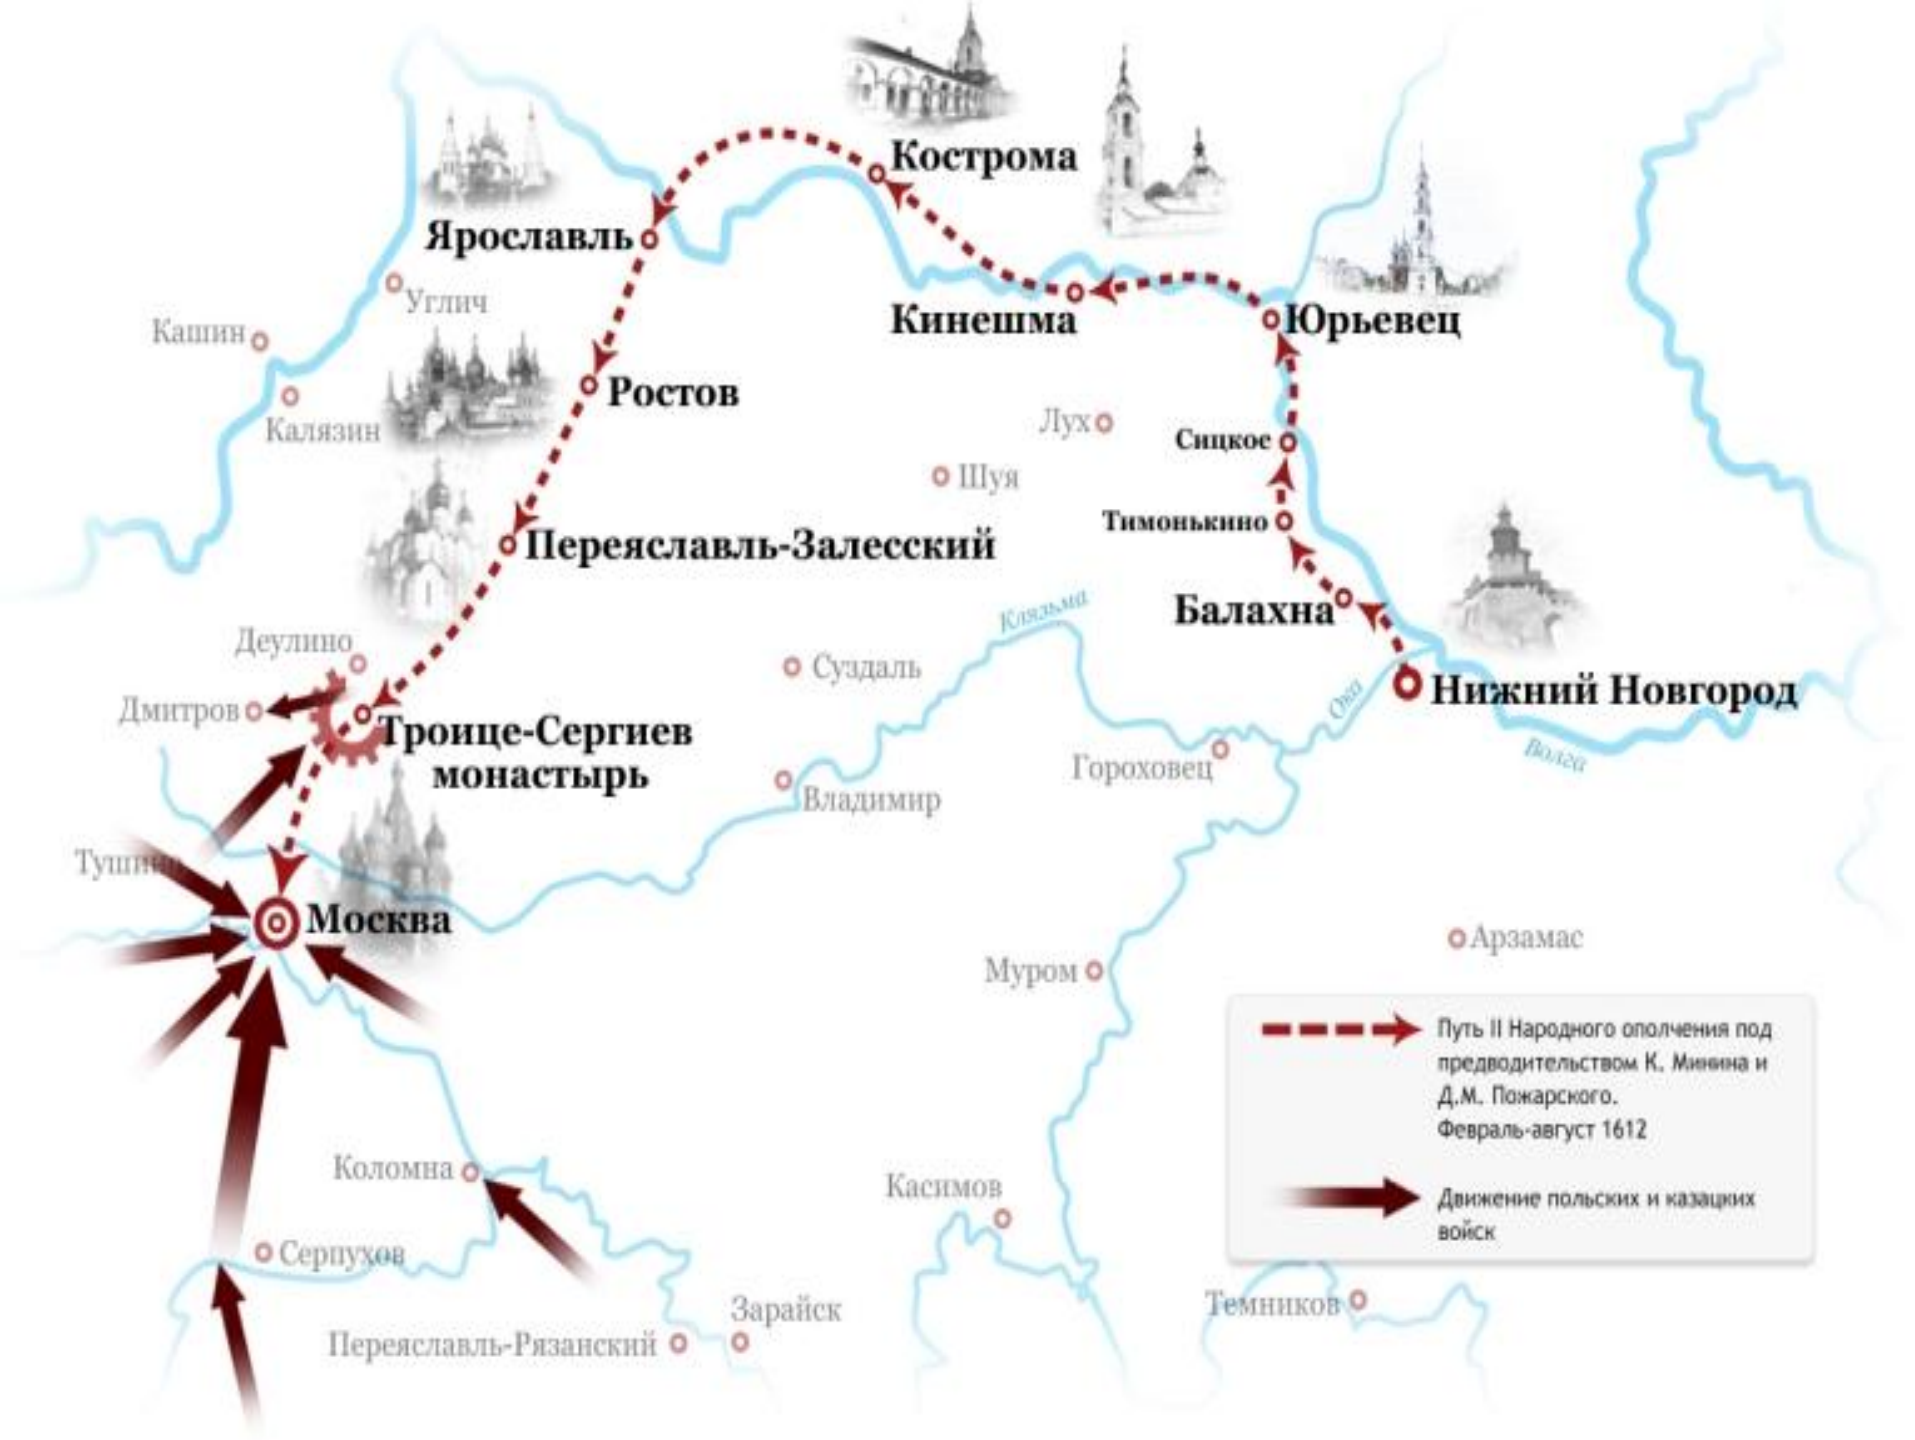 Кострома
Ярославль
Углич
Кашин
Кинешма
Юрьевец
Ростов
Калязин
Лух
Сицкое
Шуя
Тимонькино
Переяславль-Залесский
Клязьма
Балахна
Деулино
Суздаль
Ока
Нижний Новгород
Дмитров
Троице-Сергиев
монастырь
Волга
Гороховец
Владимир
Тушино
Москва
Арзамас
Муром
Путь II Народного ополчения под
предводительством К. Минина и
Д.М. Пожарского.
Февраль-август 1612
Коломна
Касимов
Движение польских и казацких
войск
Серпухов
Зарайск
Темников
Переяславль-Рязанский